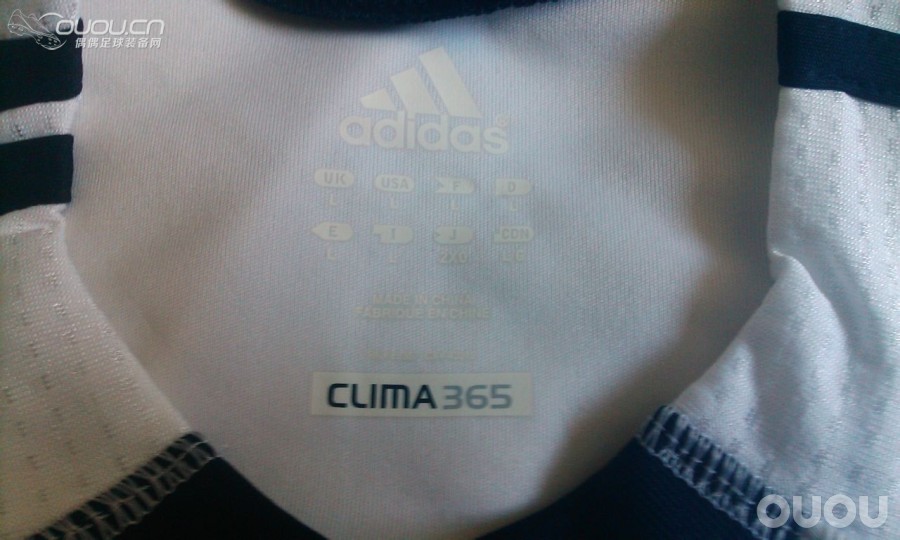 OUOU.CN
偶偶足球装备网
adidas
UK USA F D
L L L L
E I J CDN
L L 2XO L/G
MADE IN CHINA
FABRIQUE EN CHINE
CLIMA365
OUOU